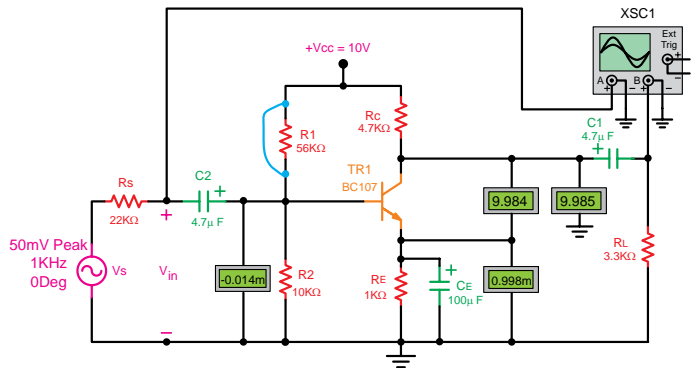 XSC1
Ext
Trig
+
−
A
B
+ − + −
+Vcc = 10V
R1
56KΩ
Rc
4.7KΩ
C1
4.7μ F
+
TR1
BC107
C2
4.7μ F
+
Rs
22KΩ
+
9.984
9.985
50mV Peak
1KHz
0Deg
Vs
Vin
-0.014m
R2
10KΩ
RE
1KΩ
+
CE
100μ F
0.998m
RL
3.3KΩ
−